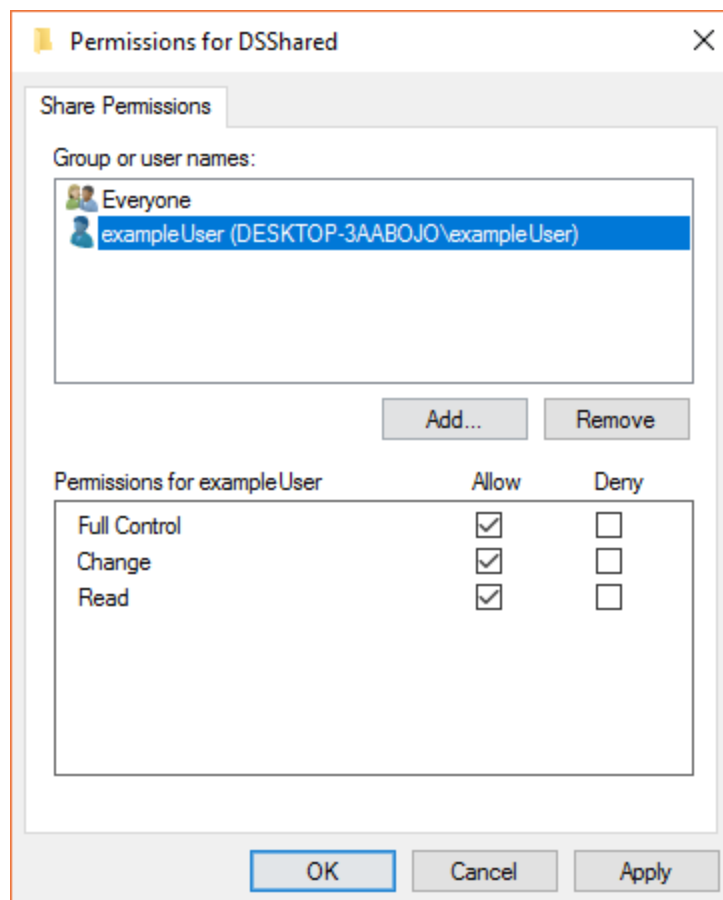 Permissions for DSShared
Share Permissions
Group or user names:
Everyone
exampleUser (DESKTOP-3AABOJO\exampleUser)
Add... Remove
Permissions for exampleUser Allow Deny
Full Control
Change
Read
OK Cancel Apply